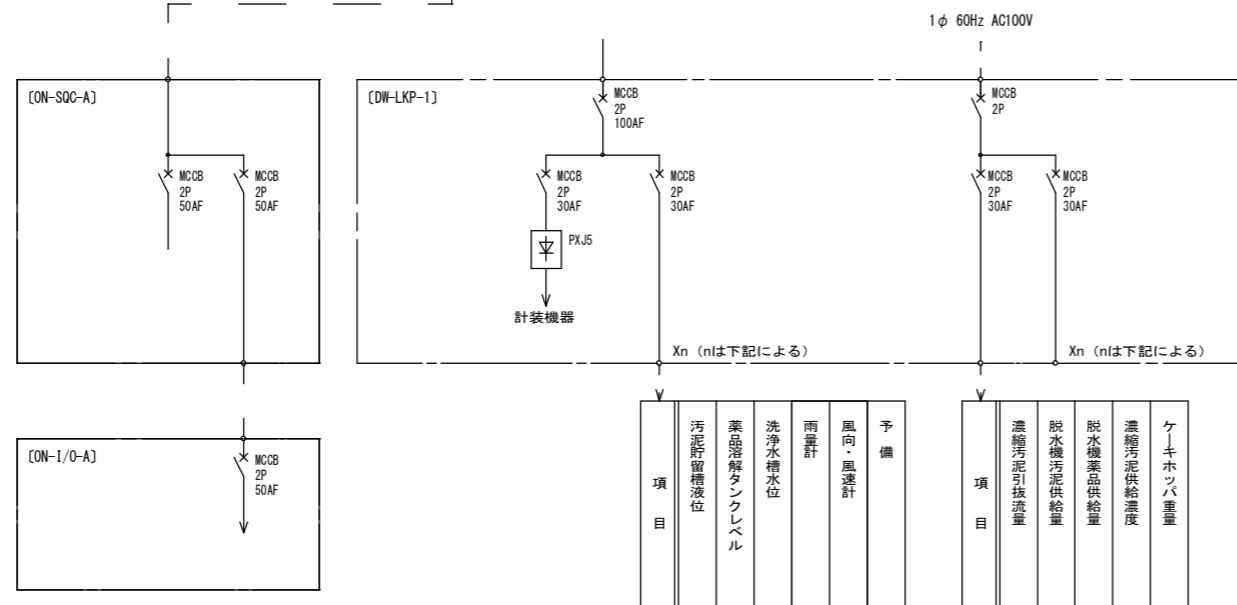 1φ 60Hz AC100V
〔ON-SQC-A〕
MCCB
2P
50AF
MCCB
2P
50AF
〔DW-LKP-1〕
MCCB
2P
100AF
MCCB
2P
30AF
MCCB
2P
30AF
PXJ5
計装機器
Xn (nは下記による)
MCCB
2P
MCCB
2P
30AF
MCCB
2P
30AF
Xn (nは下記による)
〔ON-I/O-A〕
MCCB
2P
50AF
項目
汚泥貯留槽液位
薬品溶解タンクレベル
洗浄水槽水位
雨量計
風向・風速計
予備
項目
濃縮汚泥引抜流量
脱水機汚泥供給量
脱水機薬品供給量
濃縮汚泥供給濃度
ケーキホッパ重量